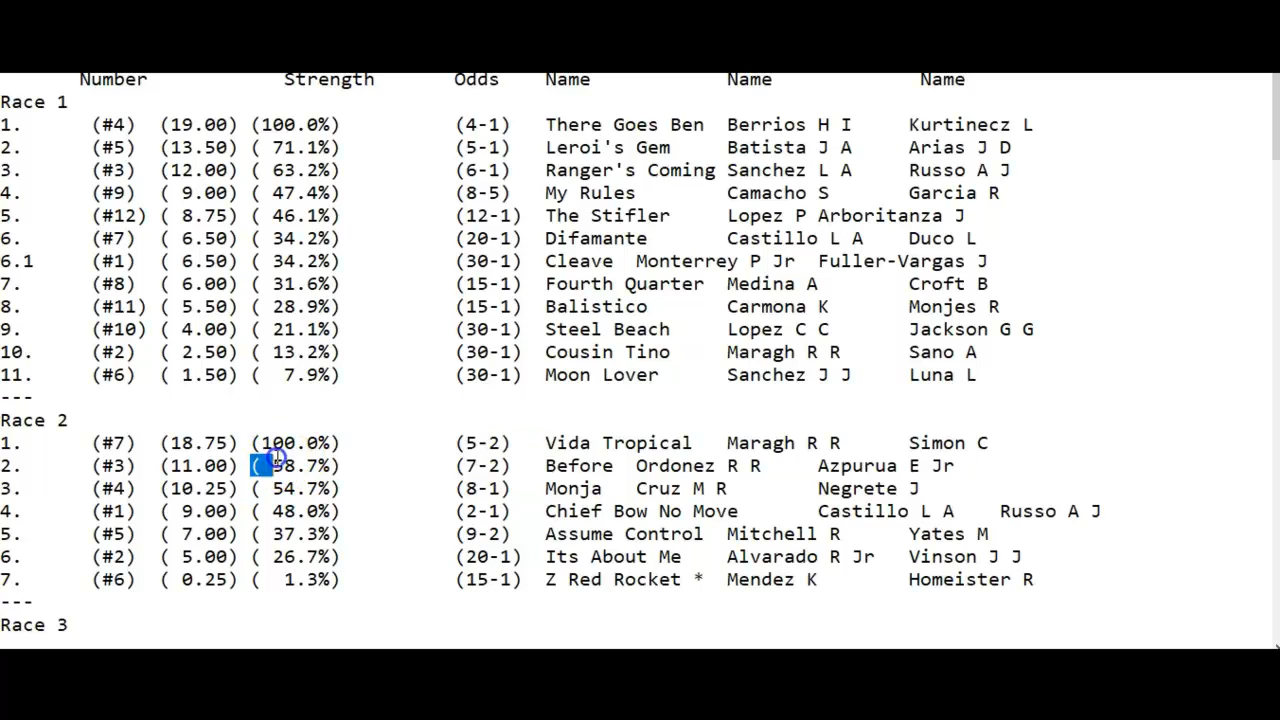 Number Strength Odds Name Name Name
Race 1
1. (#4) (19.00) (100.0%) (4-1) There Goes Ben Berrios H I Kurtinecz L
2. (#5) (13.50) ( 71.1%) (5-1) Leroi's Gem Batista J A Arias J D
3. (#3) (12.00) ( 63.2%) (6-1) Ranger's Coming Sanchez L A Russo A J
4. (#9) ( 9.00) ( 47.4%) (8-5) My Rules Camacho S Garcia R
5. (#12) ( 8.75) ( 46.1%) (12-1) The Stifler Lopez P Arboritanza J
6. (#7) ( 6.50) ( 34.2%) (20-1) Difamante Castillo L A Duco L
6.1 (#1) ( 6.50) ( 34.2%) (30-1) Cleave Monterrey P Jr Fuller-Vargas J
7. (#8) ( 6.00) ( 31.6%) (15-1) Fourth Quarter Medina A Croft B
8. (#11) ( 5.50) ( 28.9%) (15-1) Balistico Carmona K Monjes R
9. (#10) ( 4.00) ( 21.1%) (30-1) Steel Beach Lopez C C Jackson G G
10. (#2) ( 2.50) ( 13.2%) (30-1) Cousin Tino Maragh R R Sano A
11. (#6) ( 1.50) ( 7.9%) (30-1) Moon Lover Sanchez J J Luna L
---
Race 2
1. (#7) (18.75) (100.0%) (5-2) Vida Tropical Maragh R R Simon C
2. (#3) (11.00) ( 58.7%) (7-2) Before Ordonez R R Azpurua E Jr
3. (#4) (10.25) ( 54.7%) (8-1) Monja Cruz M R Negrete J
4. (#1) ( 9.00) ( 48.0%) (2-1) Chief Bow No Move Castillo L A Russo A J
5. (#5) ( 7.00) ( 37.3%) (9-2) Assume Control Mitchell R Yates M
6. (#2) ( 5.00) ( 26.7%) (20-1) Its About Me Alvarado R Jr Vinson J J
7. (#6) ( 0.25) ( 1.3%) (15-1) Z Red Rocket * Mendez K Homeister R
---
Race 3